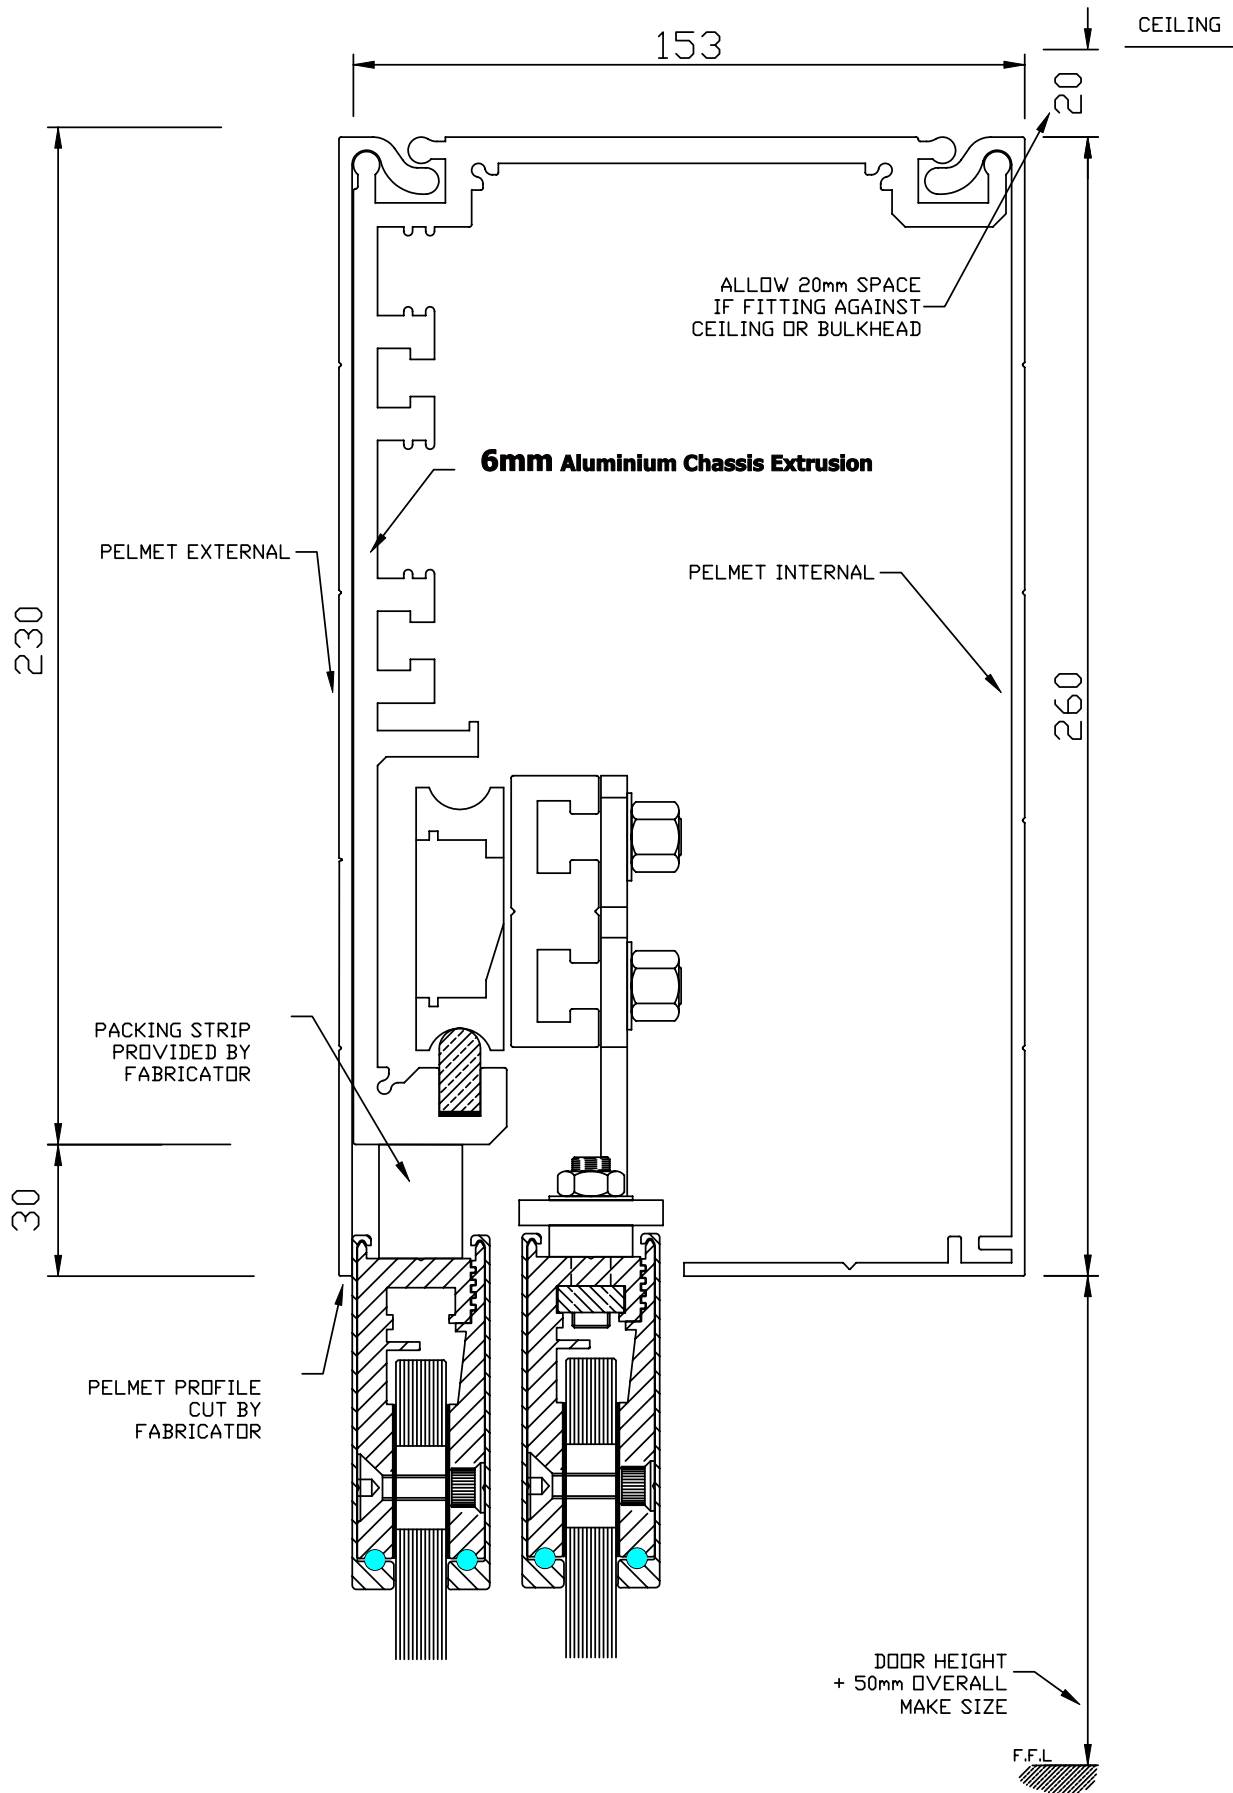 CEILING
153
20
ALLOW 20mm SPACE
IF FITTING AGAINST
CEILING OR BULKHEAD
6mm Aluminium Chassis Extrusion
PELMET EXTERNAL
PELMET INTERNAL
230
260
PACKING STRIP
PROVIDED BY
FABRICATOR
30
PELMET PROFILE
CUT BY
FABRICATOR
DOOR HEIGHT
+ 50mm OVERALL
MAKE SIZE
F.F.L